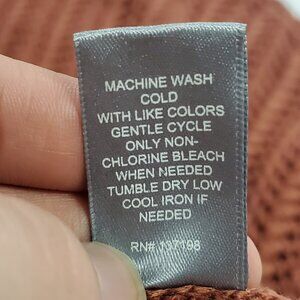 MACHINE WASH
COLD
WITH LIKE COLORS
GENTLE CYCLE
ONLY NON-
CHLORINE BLEACH
WHEN NEEDED
TUMBLE DRY LOW
COOL IRON IF
NEEDED
RN# 137198